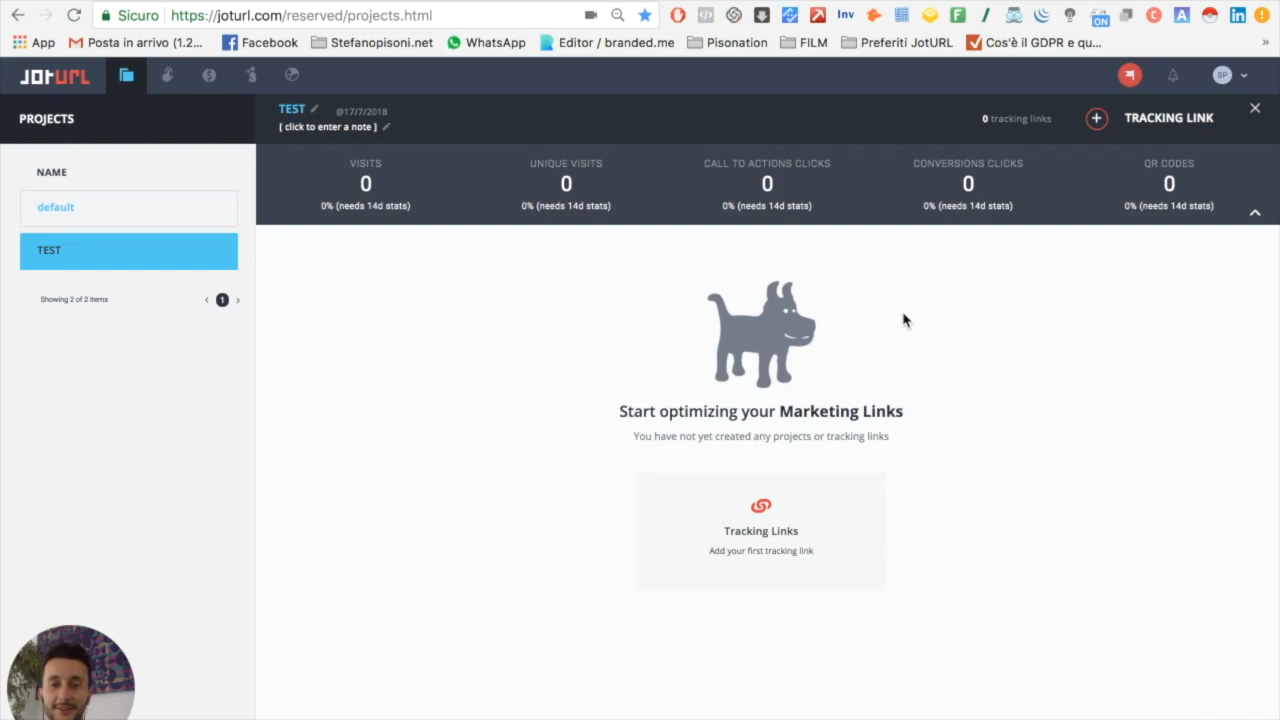 Sicuro
https://joturl.com/reserved/projects.html
Inv
ON
App
Posta in arrivo (1.2...
Facebook
Stefanopisoni.net
WhatsApp
Editor / branded.me
Pisonation
FILM
Preferiti JotURL
Cos'è il GDPR e qu...
»
JOTURL
SP
PROJECTS
TEST
@17/7/2018
[ click to enter a note ]
0 tracking links
TRACKING LINK
NAME
default
TEST
Showing 2 of 2 items
1
VISITS
0
0% (needs 14d stats)
UNIQUE VISITS
0
0% (needs 14d stats)
CALL TO ACTIONS CLICKS
0
0% (needs 14d stats)
CONVERSIONS CLICKS
0
0% (needs 14d stats)
QR CODES
0
0% (needs 14d stats)
Start optimizing your Marketing Links
You have not yet created any projects or tracking links
Tracking Links
Add your first tracking link